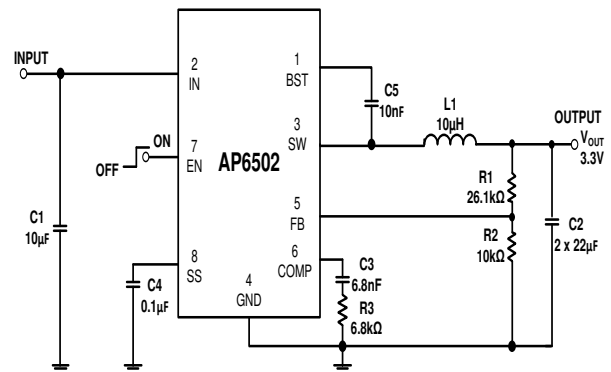 INPUT
2
IN
1
BST
C5
10nF
L1
10µH
OUTPUT
VOUT
3.3V
3
SW
ON
OFF
7
EN
AP6502
R1
26.1kΩ
5
FB
C1
10µF
R2
10kΩ
C2
2 x 22µF
8
SS
6
COMP
C3
6.8nF
C4
0.1µF
4
GND
R3
6.8kΩ